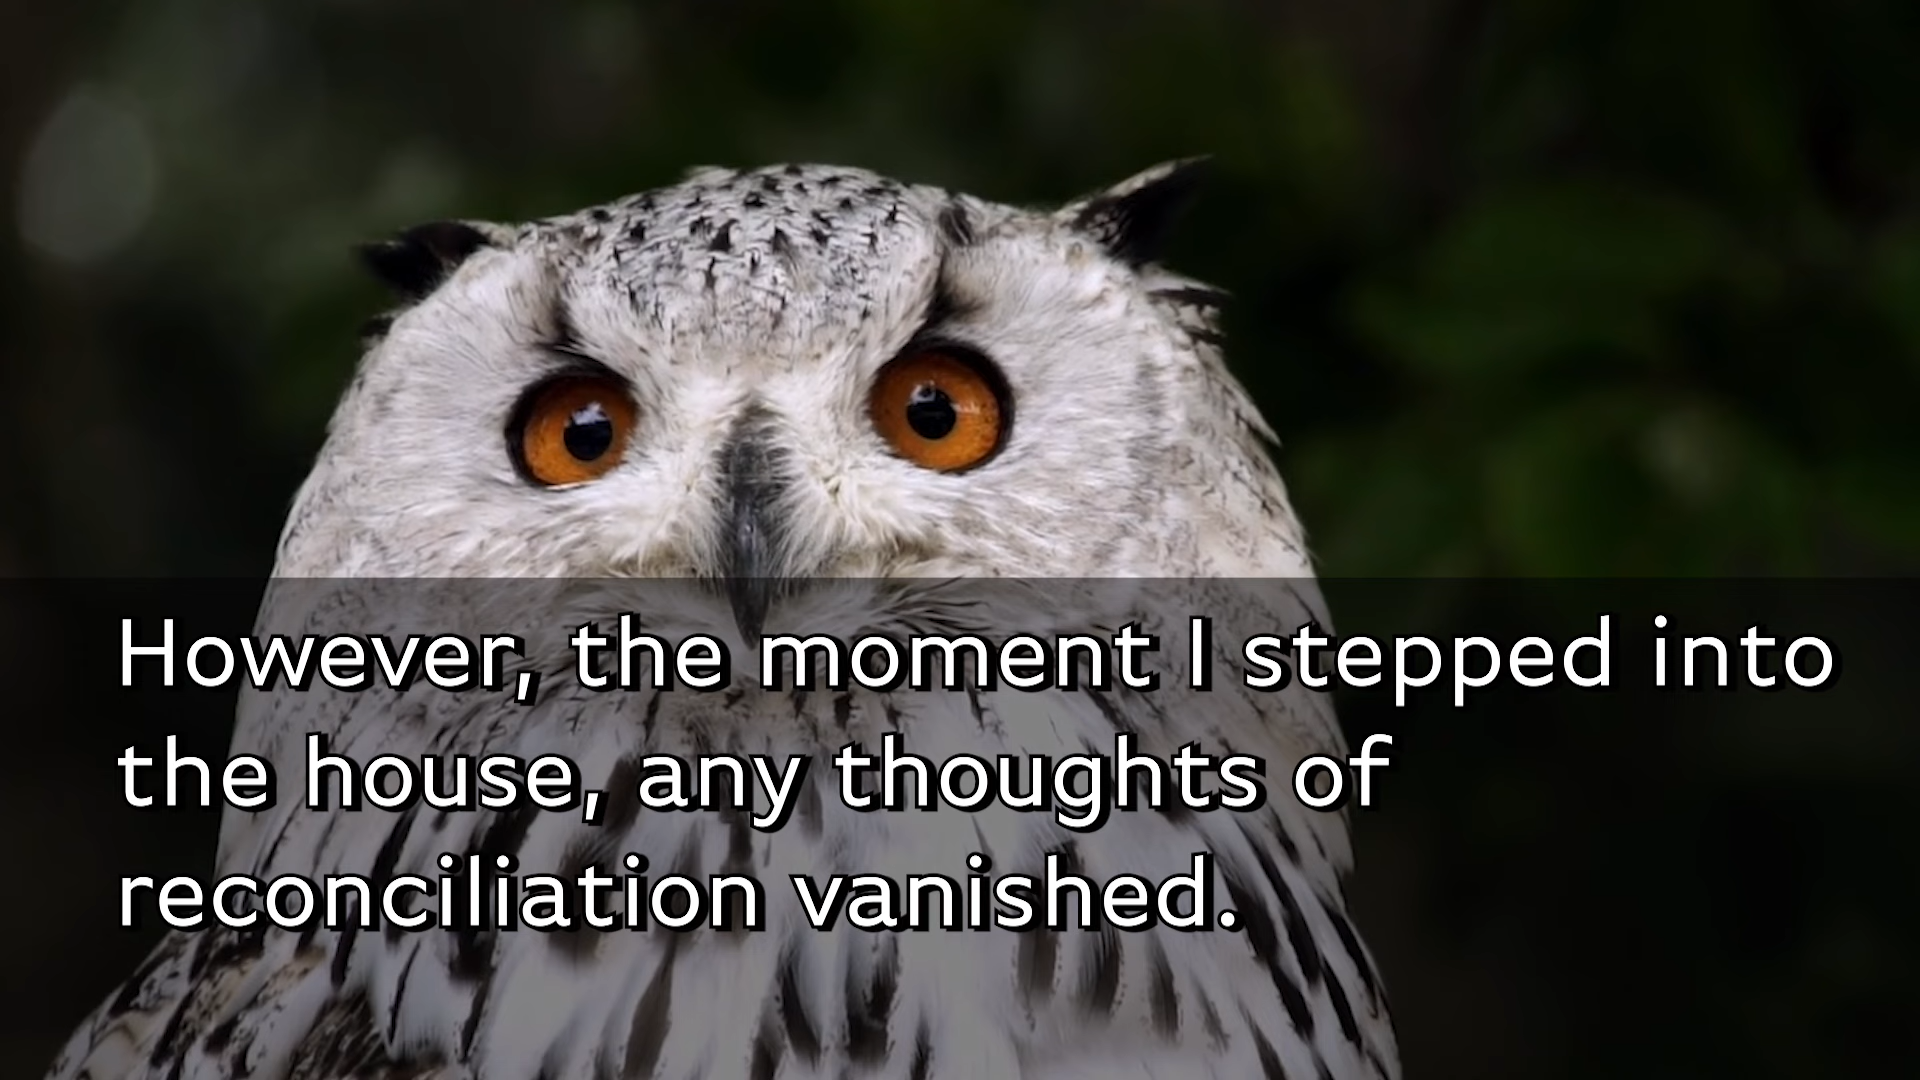 However, the moment I stepped into
the house, any thoughts of
reconciliation vanished.